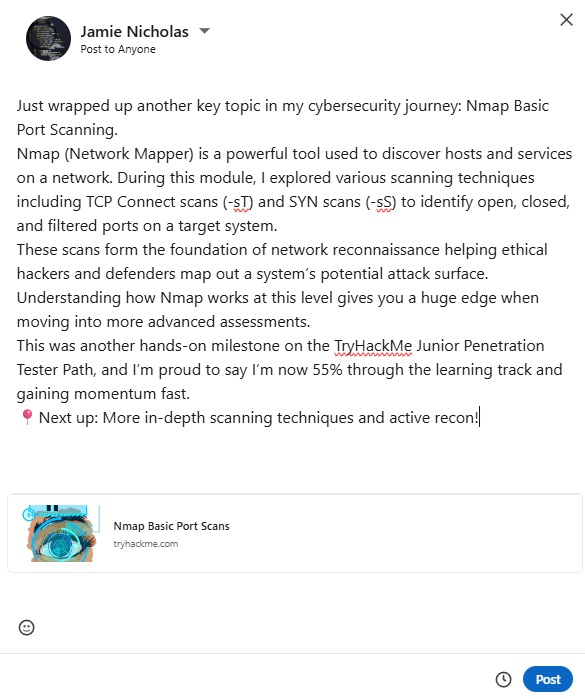 Jamie Nicholas
Post to Anyone
Just wrapped up another key topic in my cybersecurity journey: Nmap Basic
Port Scanning.
Nmap (Network Mapper) is a powerful tool used to discover hosts and services
on a network. During this module, I explored various scanning techniques
including TCP Connect scans (-sT) and SYN scans (-sS) to identify open, closed,
and filtered ports on a target system.
These scans form the foundation of network reconnaissance helping ethical
hackers and defenders map out a system's potential attack surface.
Understanding how Nmap works at this level gives you a huge edge when
moving into more advanced assessments.
This was another hands-on milestone on the TryHackMe Junior Penetration
Tester Path, and I'm proud to say I'm now 55% through the learning track and
gaining momentum fast.
📍 Next up: More in-depth scanning techniques and active recon!
Nmap Basic Port Scans
tryhackme.com
Post